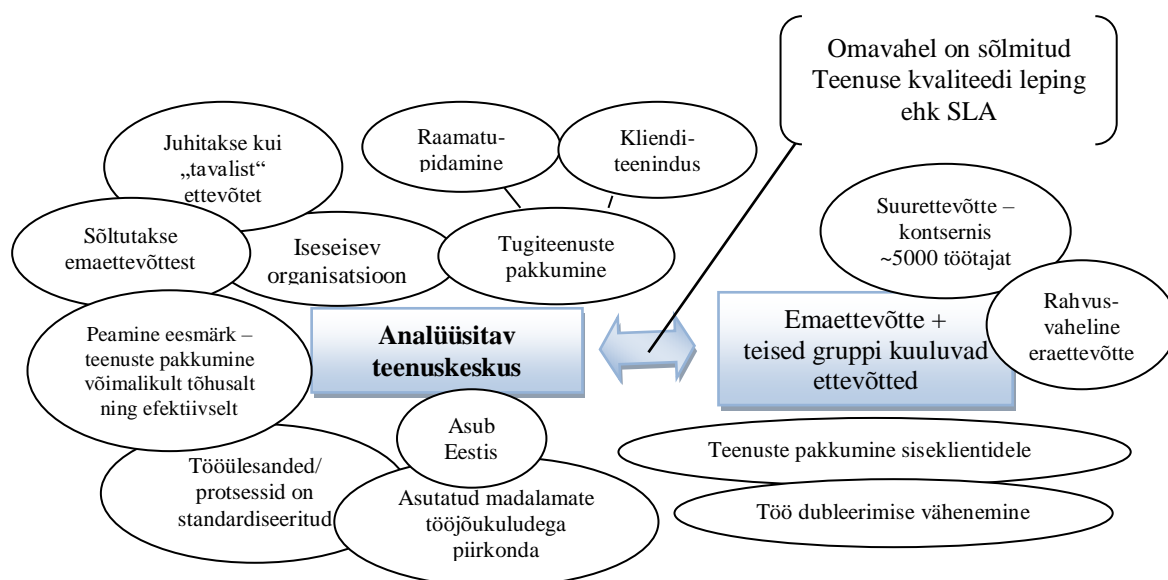 Omavahel on sõlmitud
Teenuse kvaliteedi leping
ehk SLA
Juhitakse kui
„tavalist“
ettevõtet
Raamatu-
pidamine
Kliendi-
teenindus
Sõltutakse
emaettevõttest
Iseseisev
organisatsioon
Tugiteenuste
pakkumine
Suurettevõtte –
kontsernis
~5000 töötajat
Rahvus-
vaheline
eraettevõtte
Peamine eesmärk –
teenuste pakkumine
võimalikult tõhusalt
ning efektiivselt
Analüüsitav
teenuskeskus
Emaettevõtte +
teised gruppi kuuluvad
ettevõtted
Asub
Eestis
Teenuste pakkumine siseklientidele
Tööülesanded/
protsessid on
standardiseeritud
Asutatud madalamate
tööjõukuludega
piirkonda
Töö dubleerimise vähenemine